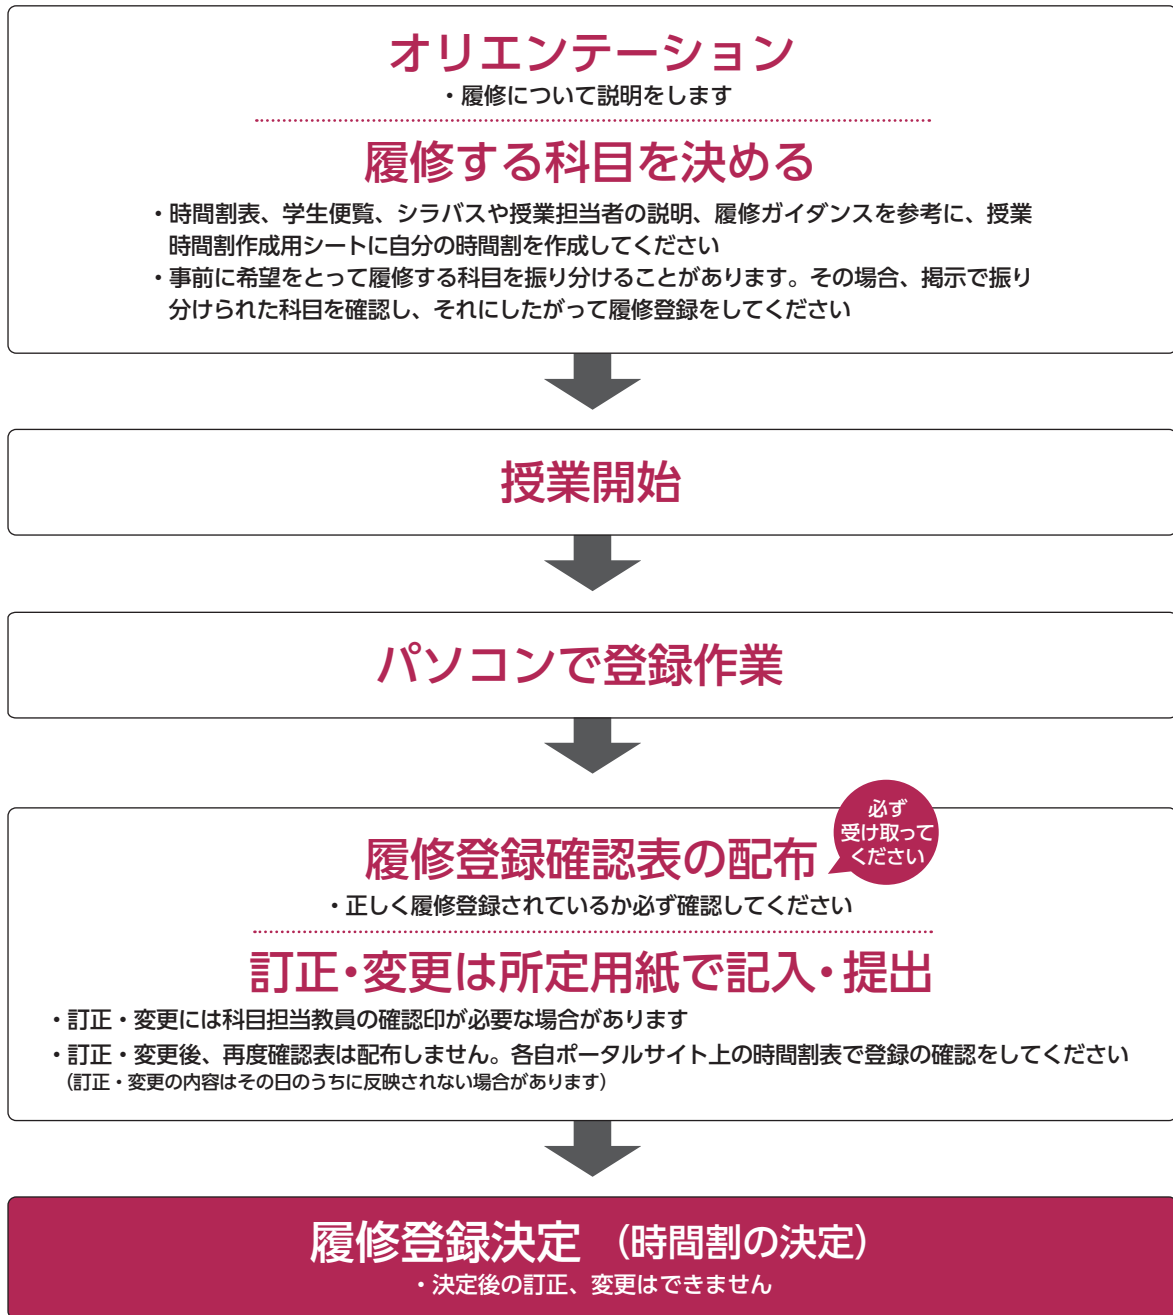 オリエンテーション
・履修について説明をします
履修する科目を決める
・時間割表、学生便覧、シラバスや授業担当者の説明、履修ガイダンスを参考に、授業
時間割作成用シートに自分の時間割を作成してください
・事前に希望をとって履修する科目を振り分けることがあります。その場合、掲示で振り
分けられた科目を確認し、それにしたがって履修登録をしてください
授業開始
パソコンで登録作業
必ず
受け取って
ください
履修登録確認表の配布
・正しく履修登録されているか必ず確認してください
訂正・変更は所定用紙で記入・提出
・訂正・変更には科目担当教員の確認印が必要な場合があります
・訂正・変更後、再度確認表は配布しません。各自ポータルサイト上の時間割表で登録の確認をしてください
（訂正・変更の内容はその日のうちに反映されない場合があります）
履修登録決定 （時間割の決定）
・決定後の訂正、変更はできません